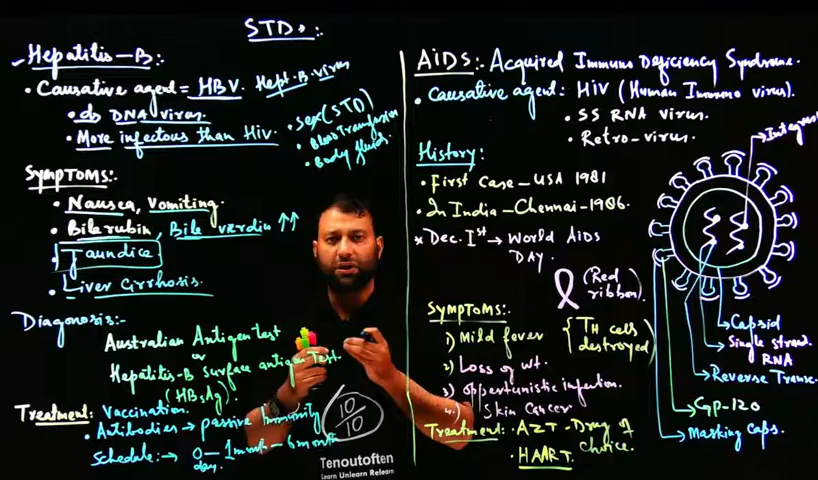 STDs:-
Hepatitis-B:-
• Causative agent = HBV. Hept. B. virus
• ds DNA virus.
• More infectous than HiV.
• Sex (STD)
• Blood Transfusion
• Body fluids.
Symptoms:
• Nausea, Vomiting.
• Bilerubin, Bile verdin ↑↑
• Jaundice
• Liver Cirrhosis.
Diagonosis:-
Australian Antigen test
or
Hepatitis-B Surface antigen Test.
(HBsAg).
Treatment: Vaccination.
• Antibodies → passive immunity
Schedule:→ 0 — 1 month - 6 month
day.
10/10
Tenoutoften
Learn Unlearn Relearn
AiDS:- Acquired Immuno Deficiency Syndrome.
• Causative agent: HiV (Human Immuno virus).
• SS RNA virus.
• Retro-virus.
History:
• First Case - USA 1981
• In India - Chennai - 1986.
* Dec. Ist → World AiDS
DAY.
(Red
ribbon).
Symptoms:
1) Mild fever
2) Loss of wt.
3) opportunistic infection.
4) Skin Cancer
{TH cells
destroyed}
Treatment: • AZT - Drug of
choice.
• HAART
Capsid
Single strand
RNA
Reverse Transc
GP-120
Masking Caps.